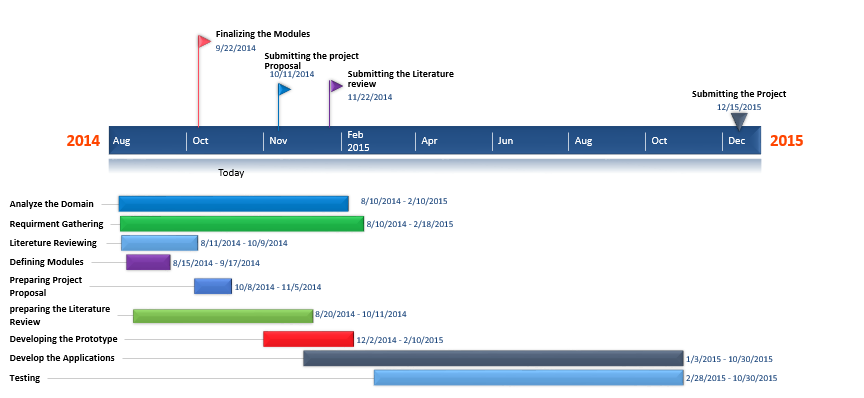 Finalizing the Modules
9/22/2014
Submitting the project
Proposal
10/11/2014
Submitting the Literature
review
11/22/2014
Submitting the Project
12/15/2015
2014 Aug Oct Nov Feb 2015 Apr Jun Aug Oct Dec 2015
Today
Analyze the Domain 8/10/2014 - 2/10/2015
Requirment Gathering 8/10/2014 - 2/18/2015
Litereture Reviewing 8/11/2014 - 10/9/2014
Defining Modules 8/15/2014 - 9/17/2014
Preparing Project
Proposal
10/8/2014 - 11/5/2014
preparing the Literature
Review
8/20/2014 - 10/11/2014
Developing the Prototype 12/2/2014 - 2/10/2015
Develop the Applications 1/3/2015 - 10/30/2015
Testing 2/28/2015 - 10/30/2015